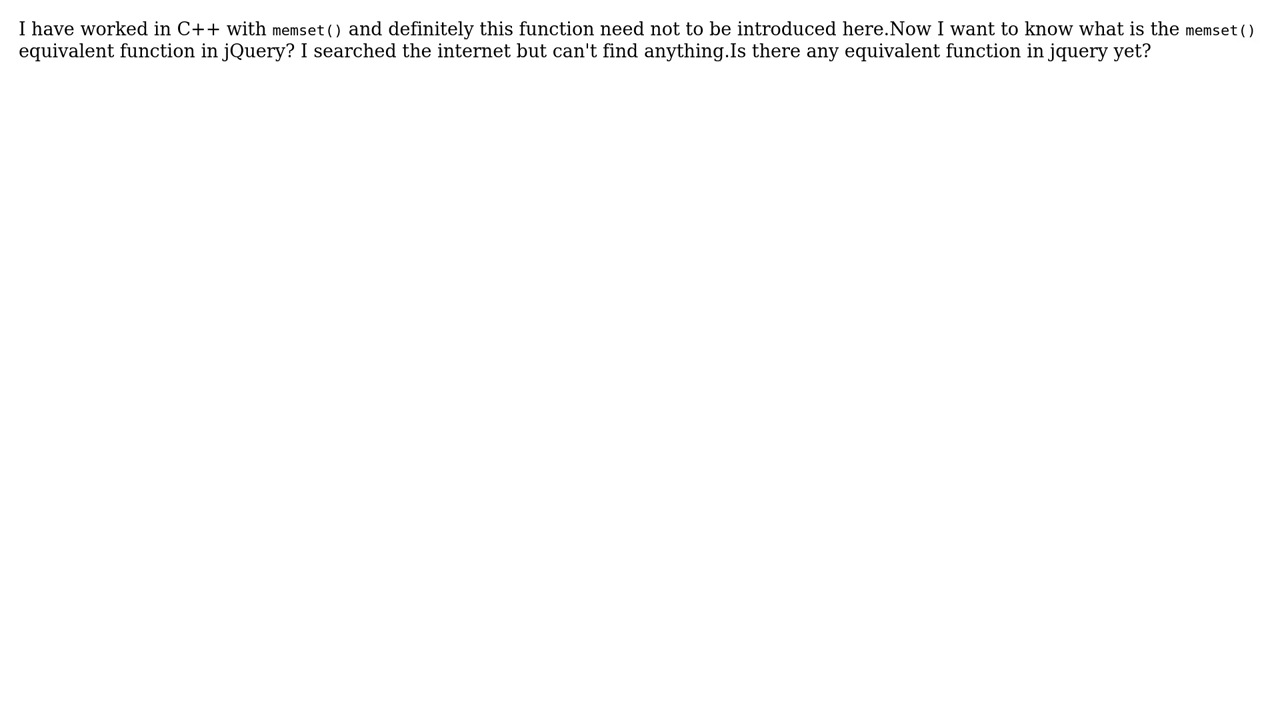 I have worked in C++ with memset() and definitely this function need not to be introduced here.Now I want to know what is the memset()
equivalent function in jQuery? I searched the internet but can't find anything.Is there any equivalent function in jquery yet?